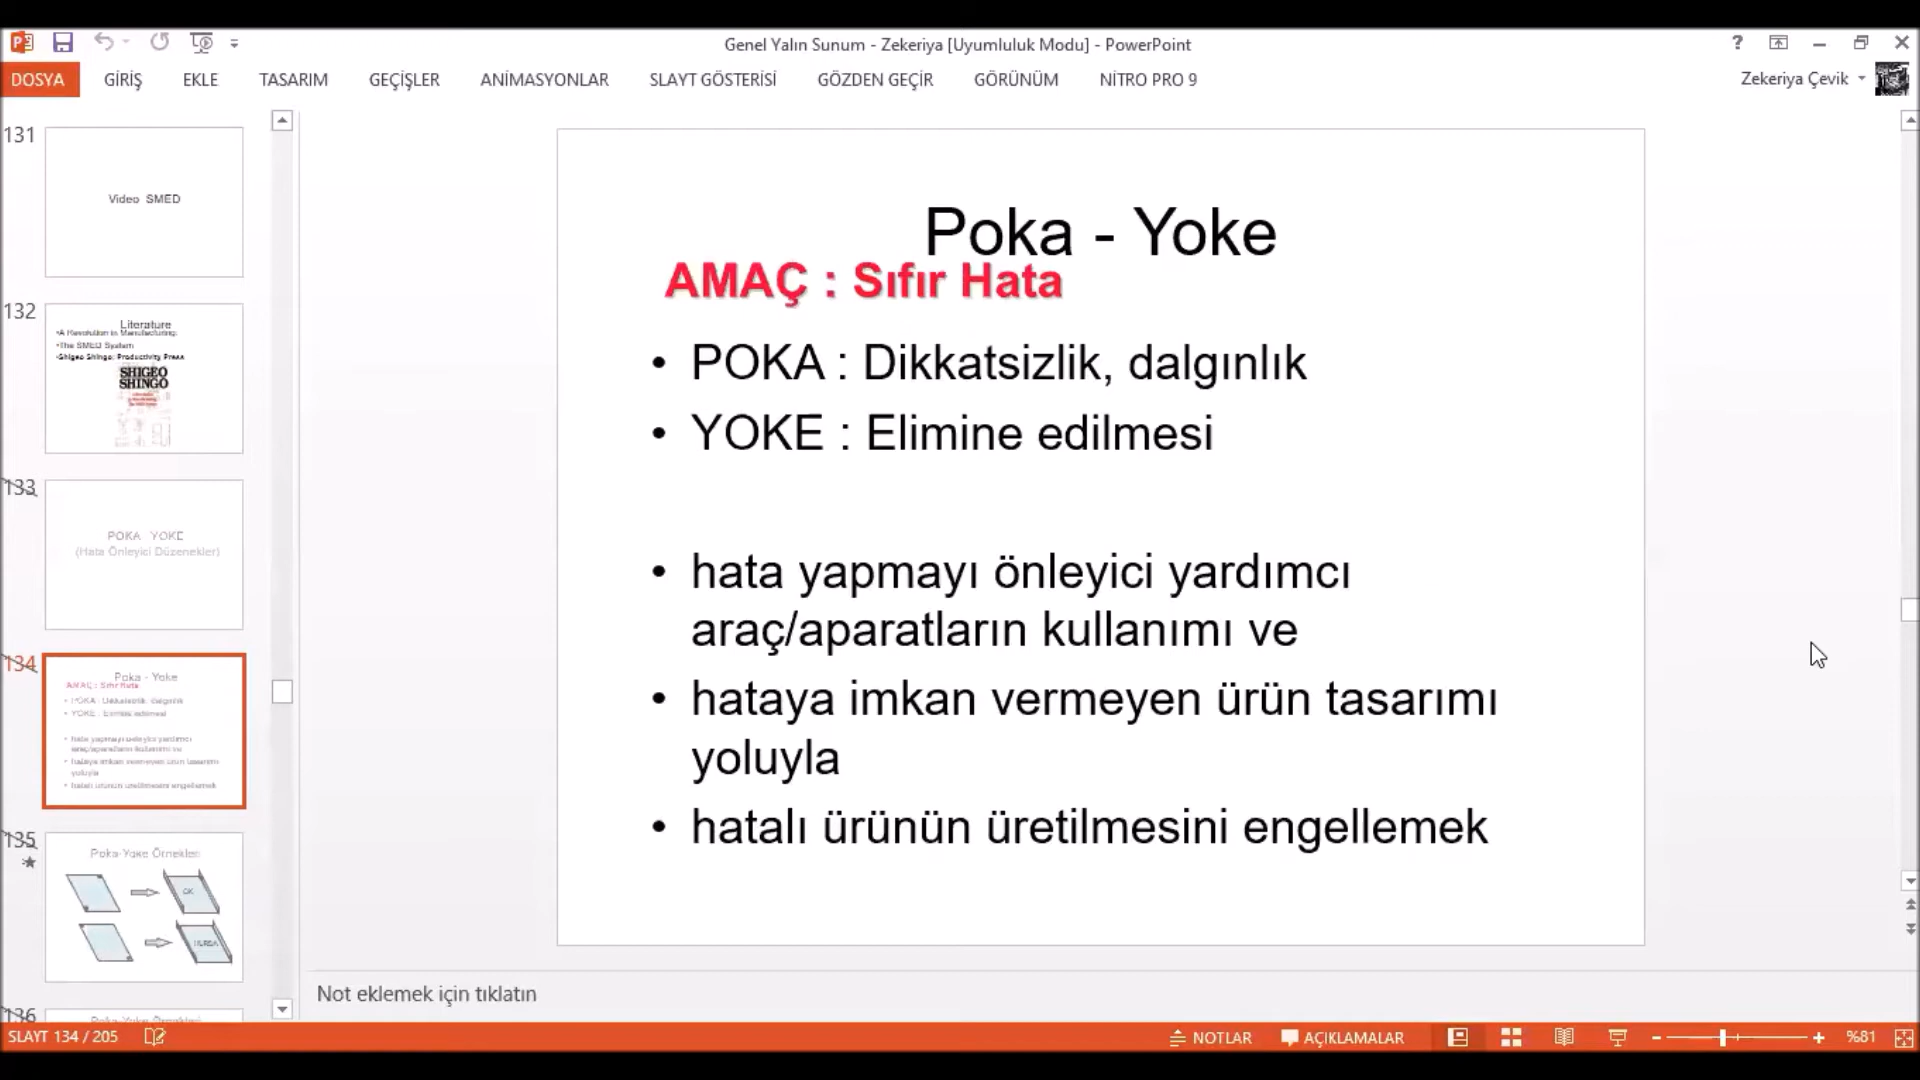 Genel Yalın Sunum - Zekeriya [Uyumluluk Modu] - PowerPoint
DOSYA GİRİŞ EKLE TASARIM GEÇİŞLER ANİMASYONLAR SLAYT GÖSTERİSİ GÖZDEN GEÇİR GÖRÜNÜM NİTRO PRO 9 Zekeriya Çevik
131
Video SMED
132
Literature
•A Revolution in Manufacturing:
•The SMED System
•Shigeo Shingo: Productivity Press
SHIGEO
SHINGO
133
POKA YOKE
(Hata Önleyici Düzenekler)
134
Poka - Yoke
AMAÇ : Sıfır Hata
• POKA : Dikkatsizlik, dalgınlık
• YOKE : Elimine edilmesi
• hata yapmayı önleyici yardımcı
araç/aparatların kullanımı ve
• hataya imkan vermeyen ürün tasarımı
yoluyla
• hatalı ürünün üretilmesini engellemek
135
Poka-Yoke Örnekleri
OK
HURDA
136
Poka-Yoke Örnekleri
Poka - Yoke
AMAÇ : Sıfır Hata
• POKA : Dikkatsizlik, dalgınlık
• YOKE : Elimine edilmesi
• hata yapmayı önleyici yardımcı
araç/aparatların kullanımı ve
• hataya imkan vermeyen ürün tasarımı
yoluyla
• hatalı ürünün üretilmesini engellemek
Not eklemek için tıklatın
SLAYT 134 / 205 NOTLAR AÇIKLAMALAR %81